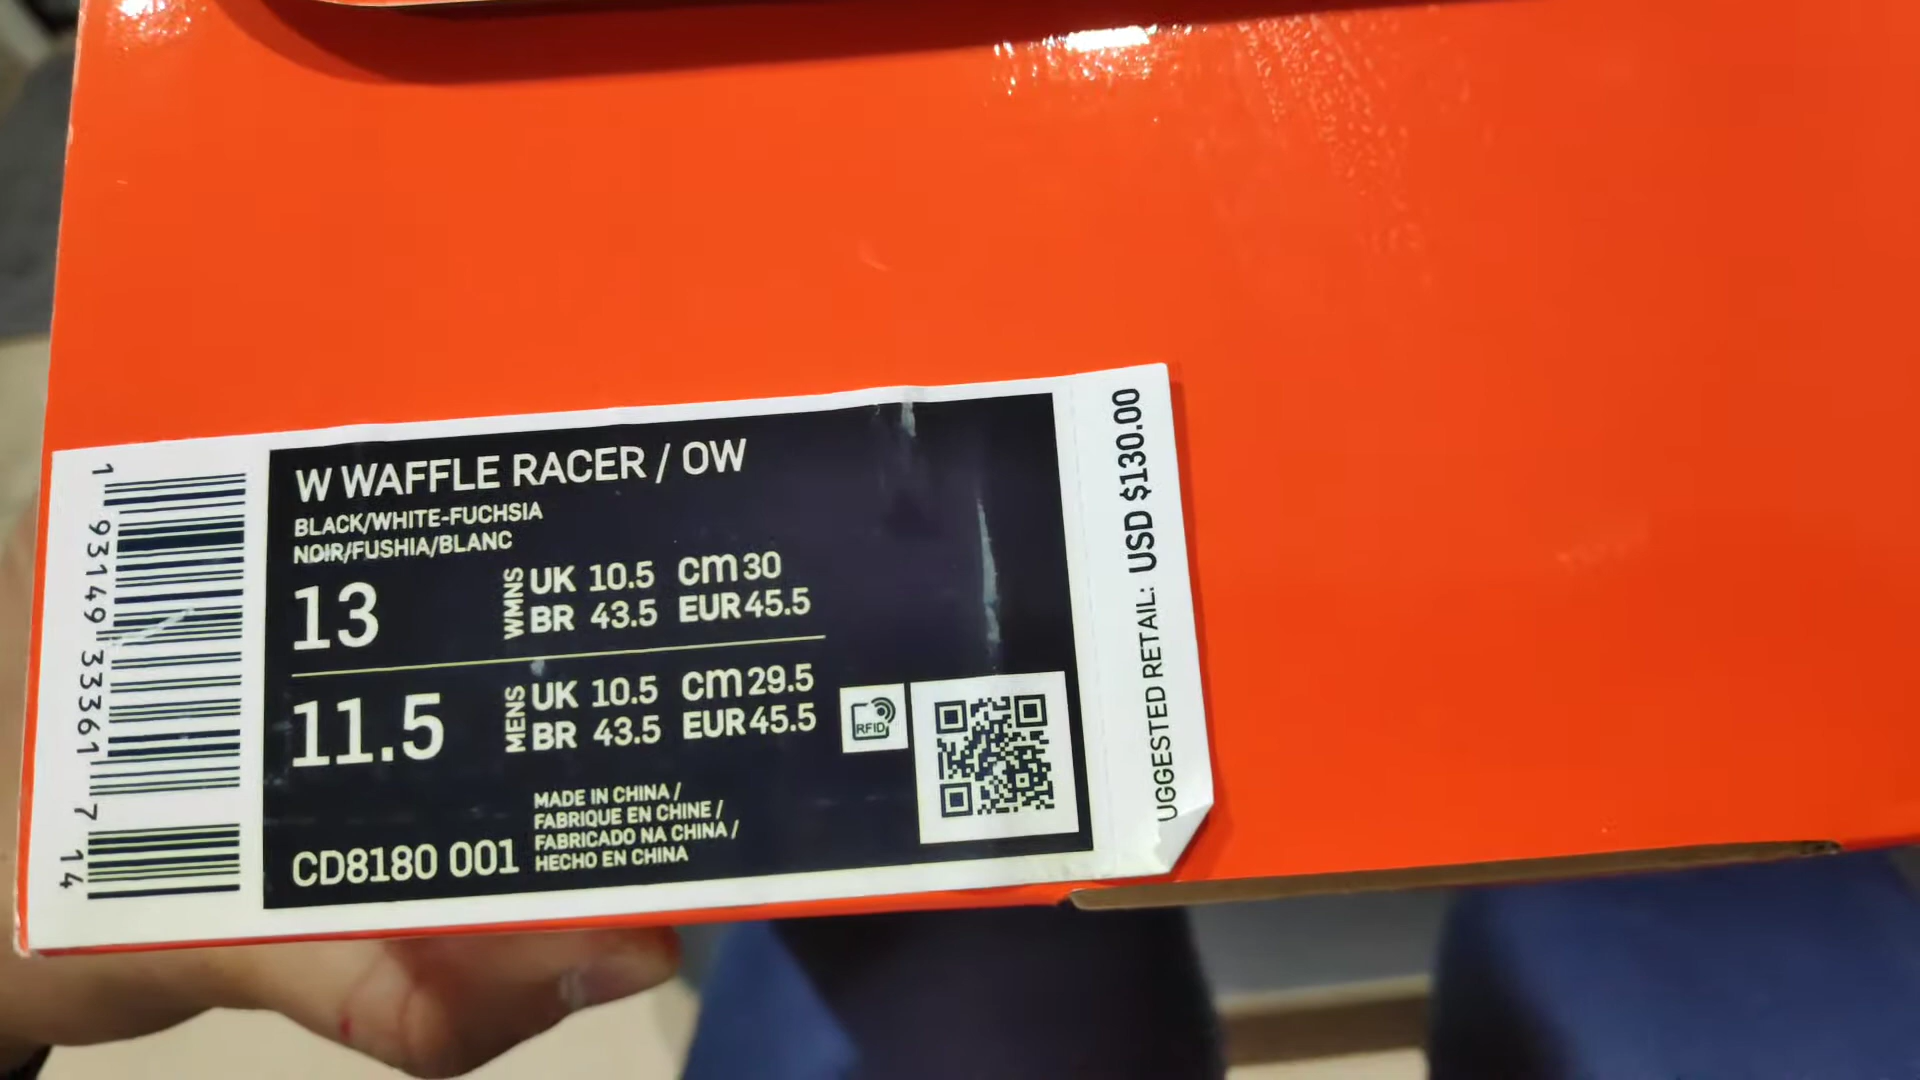 W WAFFLE RACER / OW
BLACK/WHITE-FUCHSIA
NOIR/FUSHIA/BLANC
13
WMNS
UK 10.5 cm 30
BR 43.5 EUR 45.5
11.5
MENS
UK 10.5 cm 29.5
BR 43.5 EUR 45.5
RFID
CD8180 001
MADE IN CHINA /
FABRIQUE EN CHINE /
FABRICADO NA CHINA /
HECHO EN CHINA
1 93149 33361 7 14
UGGESTED RETAIL: USD $130.00